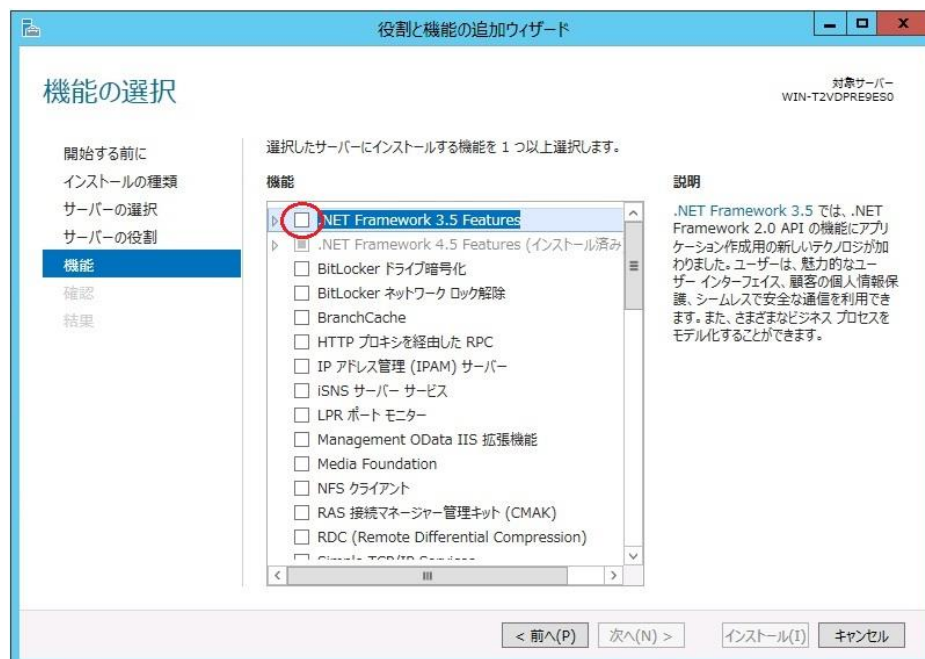 役割と機能の追加ウィザード
機能の選択
対象サーバー
WIN-T2VDPRE9ES0
開始する前に
インストールの種類
サーバーの選択
サーバーの役割
機能
確認
結果
選択したサーバーにインストールする機能を 1 つ以上選択します。
機能
.NET Framework 3.5 Features
.NET Framework 4.5 Features (インストール済み
BitLocker ドライブ暗号化
BitLocker ネットワーク ロック解除
BranchCache
HTTP プロキシを経由した RPC
IP アドレス管理 (IPAM) サーバー
iSNS サーバー サービス
LPR ポート モニター
Management OData IIS 拡張機能
Media Foundation
NFS クライアント
RAS 接続マネージャー管理キット (CMAK)
RDC (Remote Differential Compression)
Simple TCP/IP Services
説明
.NET Framework 3.5 では、.NET
Framework 2.0 API の機能にアプリ
ケーション作成用の新しいテクノロジが加
わりました。ユーザーは、魅力的なユー
ザー インターフェイス、顧客の個人情報保
護、シームレスで安全な通信を利用でき
ます。また、さまざまなビジネス プロセスを
モデル化することができます。
< 前へ(P)
次へ(N) >
インストール(I)
キャンセル